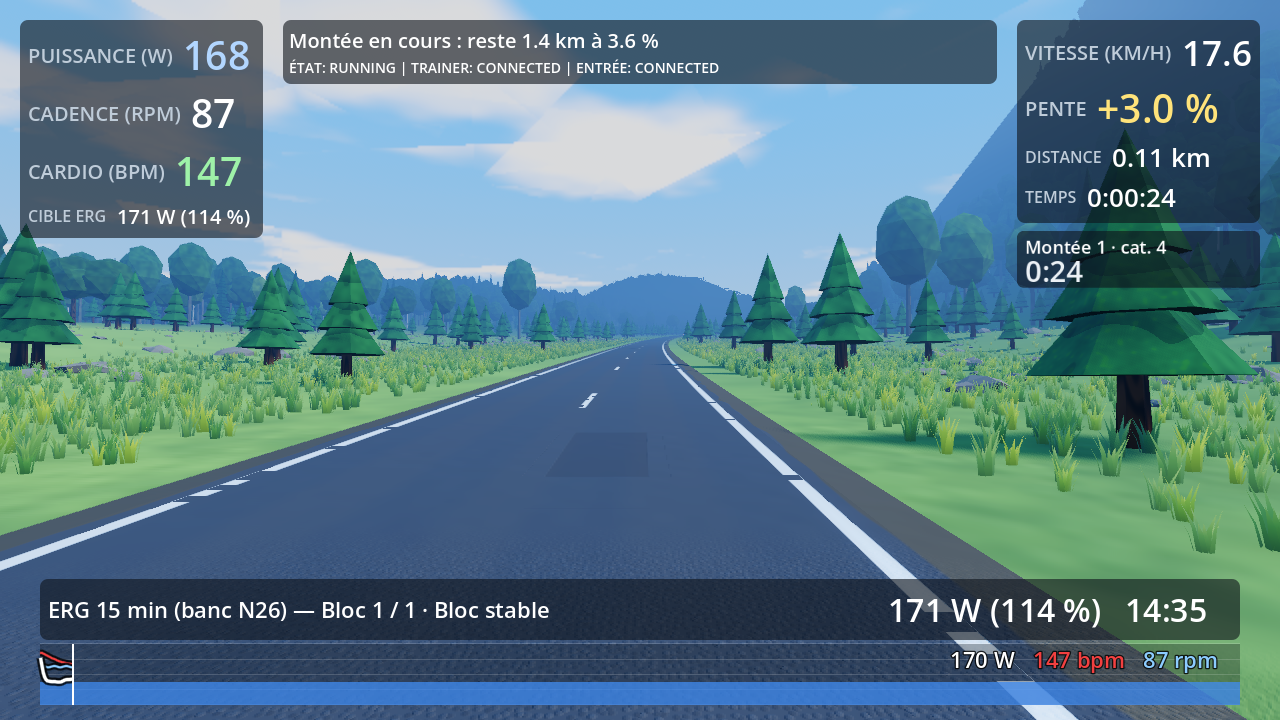 PUISSANCE (W) 168
CADENCE (RPM) 87
CARDIO (BPM) 147
CIBLE ERG 171 W (114 %)
Montée en cours : reste 1.4 km à 3.6 %
ÉTAT: RUNNING | TRAINER: CONNECTED | ENTRÉE: CONNECTED
VITESSE (KM/H) 17.6
PENTE +3.0 %
DISTANCE 0.11 km
TEMPS 0:00:24
Montée 1 · cat. 4
0:24
ERG 15 min (banc N26) — Bloc 1 / 1 · Bloc stable 171 W (114 %) 14:35
170 W 147 bpm 87 rpm